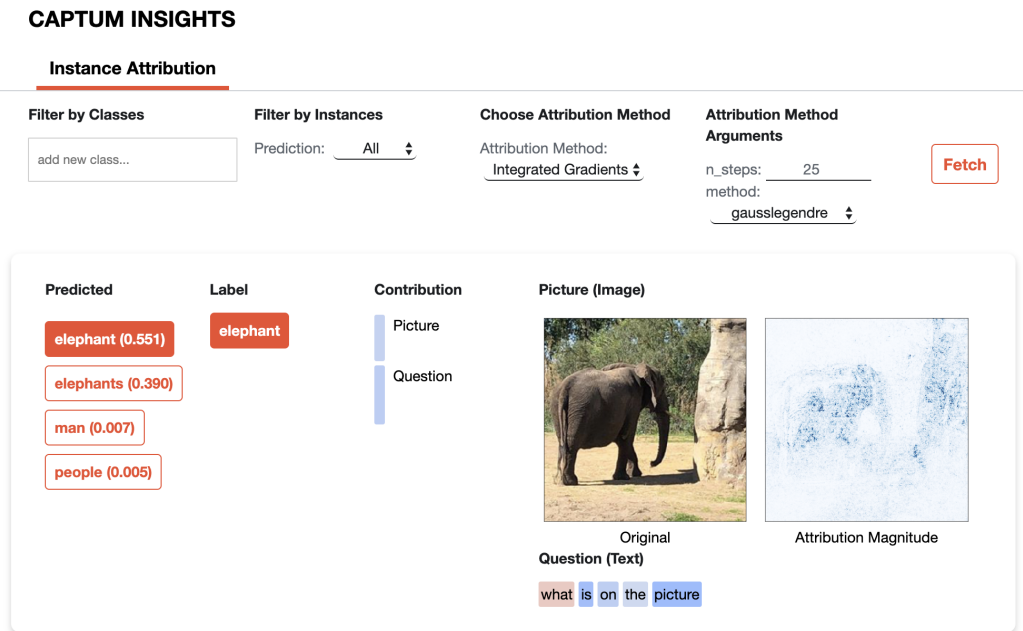 CAPTUM INSIGHTS
Instance Attribution
Filter by Classes
add new class...
Filter by Instances
Prediction: All
Choose Attribution Method
Attribution Method:
Integrated Gradients
Attribution Method
Arguments
n_steps: 25
method:
gausslegendre
Fetch
Predicted
elephant (0.551)
elephants (0.390)
man (0.007)
people (0.005)
Label
elephant
Contribution
Picture
Question
Picture (Image)
Original
Attribution Magnitude
Question (Text)
what is on the picture